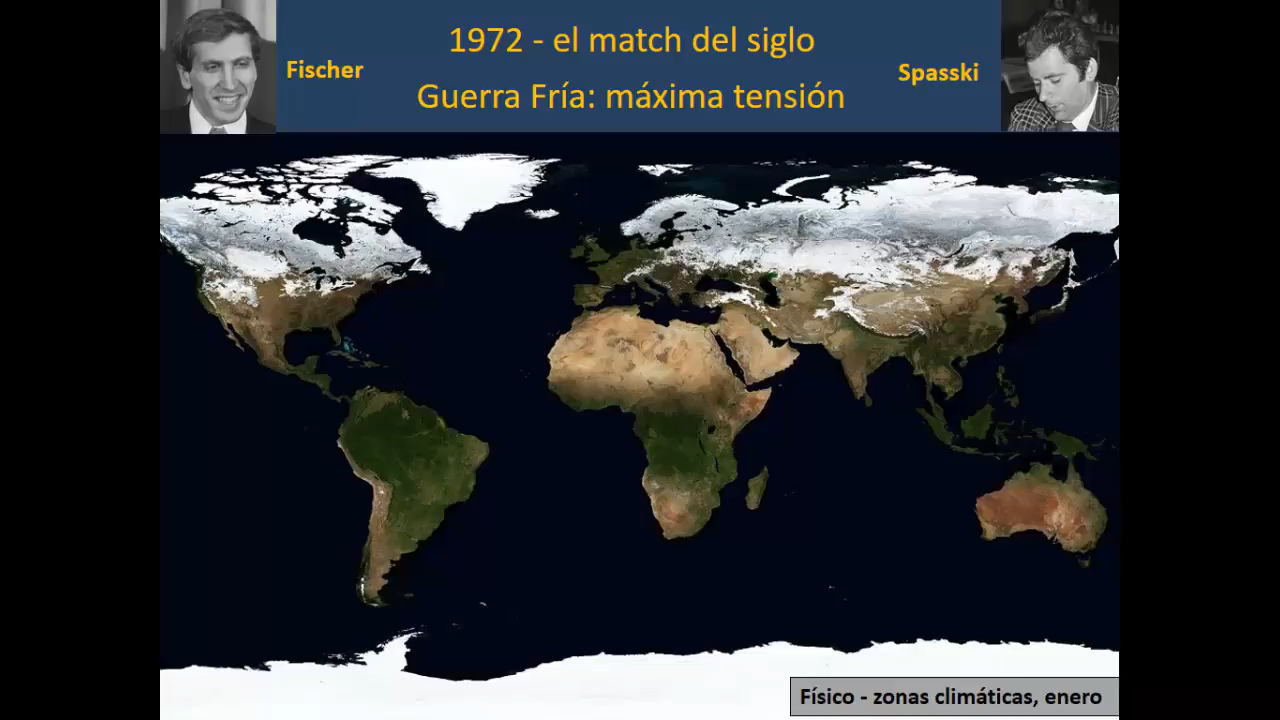 1972 - el match del siglo
Fischer
Spasski
Guerra Fría: máxima tensión
Físico - zonas climáticas, enero